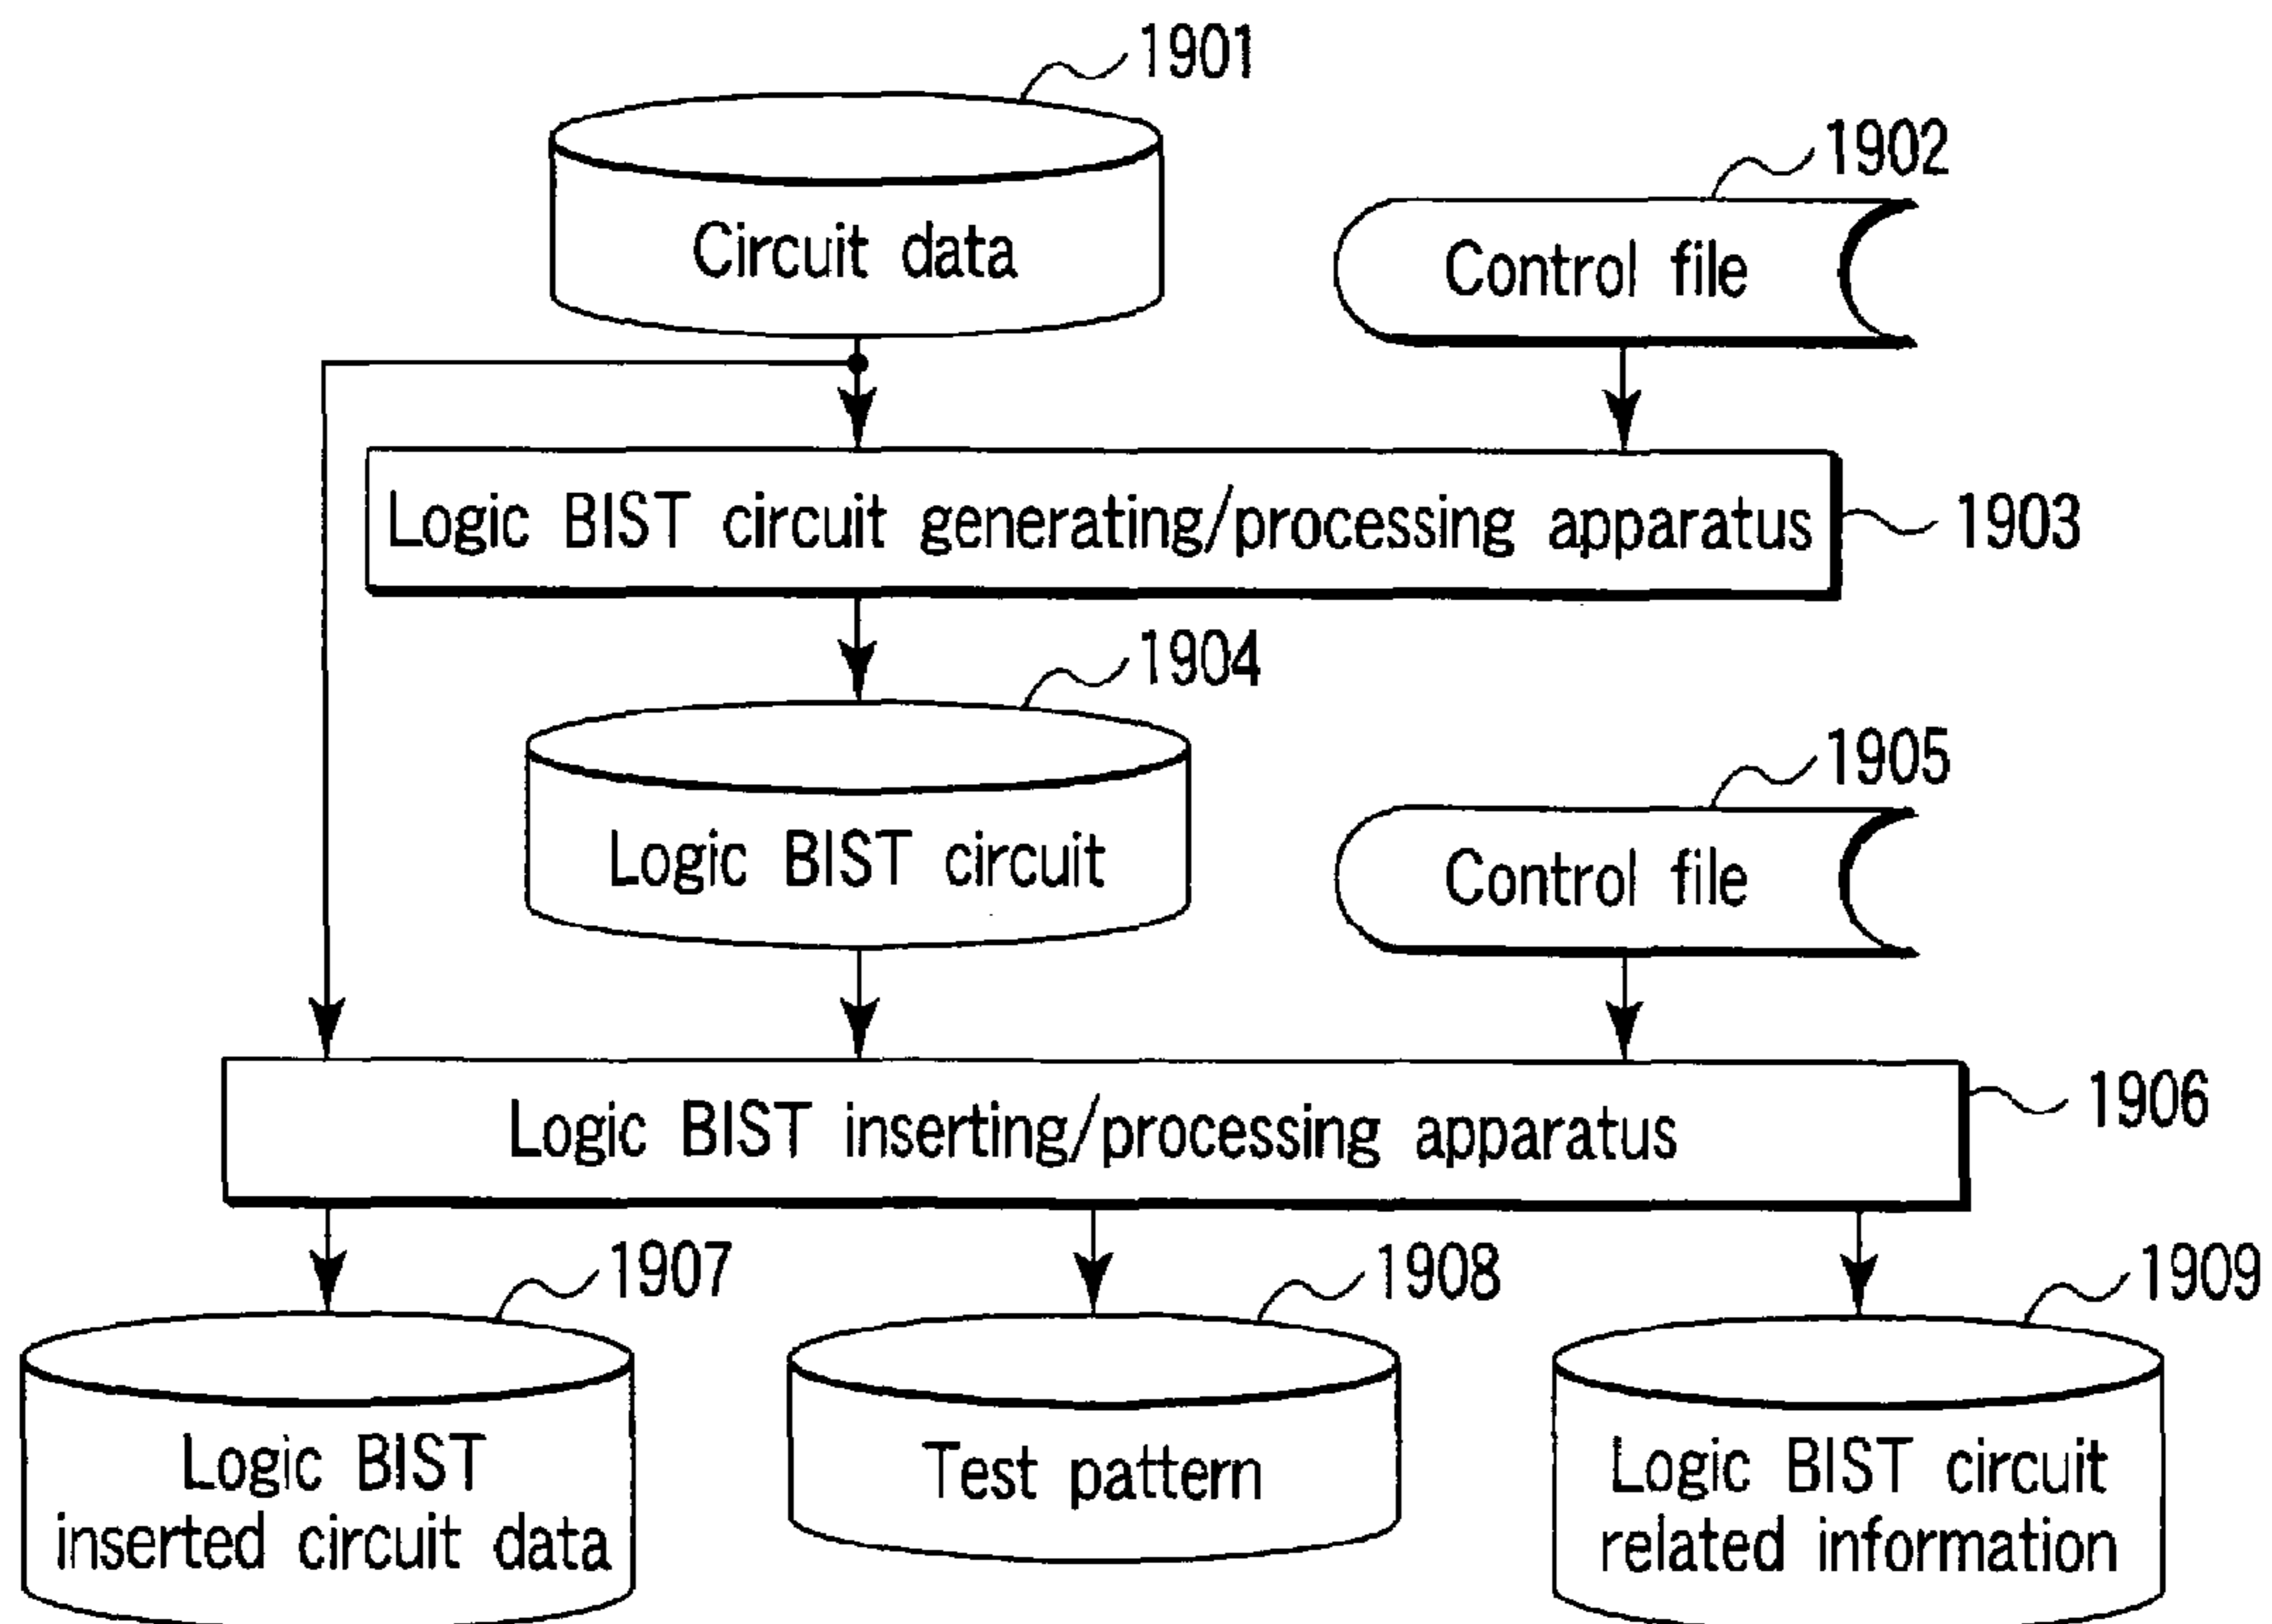 1901
1902
Circuit data
Control file
Logic BIST circuit generating/processing apparatus
1903
1904
1905
Logic BIST circuit
Control file
1906
Logic BIST inserting/processing apparatus
1907
1908
1909
Logic BIST
inserted circuit data
Test pattern
Logic BIST circuit
related information